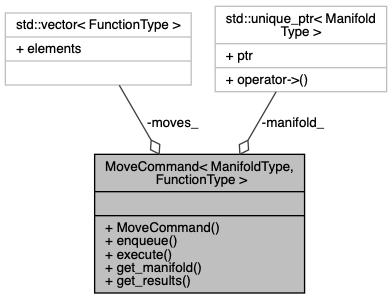 std::vector< FunctionType >
+ elements
std::unique_ptr< Manifold
Type >
+ ptr
+ operator->()
-moves_
-manifold_
MoveCommand< ManifoldType,
FunctionType >
+ MoveCommand()
+ enqueue()
+ execute()
+ get_manifold()
+ get_results()